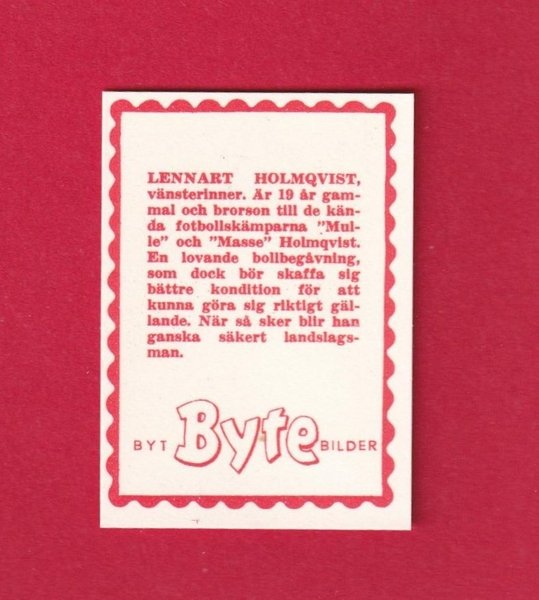 LENNART HOLMQVIST,
vänsterinner. Är 19 år gam-
mal och brorson till de kän-
da fotbollskämparna "Mul-
le" och "Masse" Holmqvist.
En lovande bollbegåvning,
som dock bör skaffa sig
bättre kondition för att
kunna göra sig riktigt gäl-
lande. När så sker blir han
ganska säkert landslags-
man.
BYT Byte BILDER